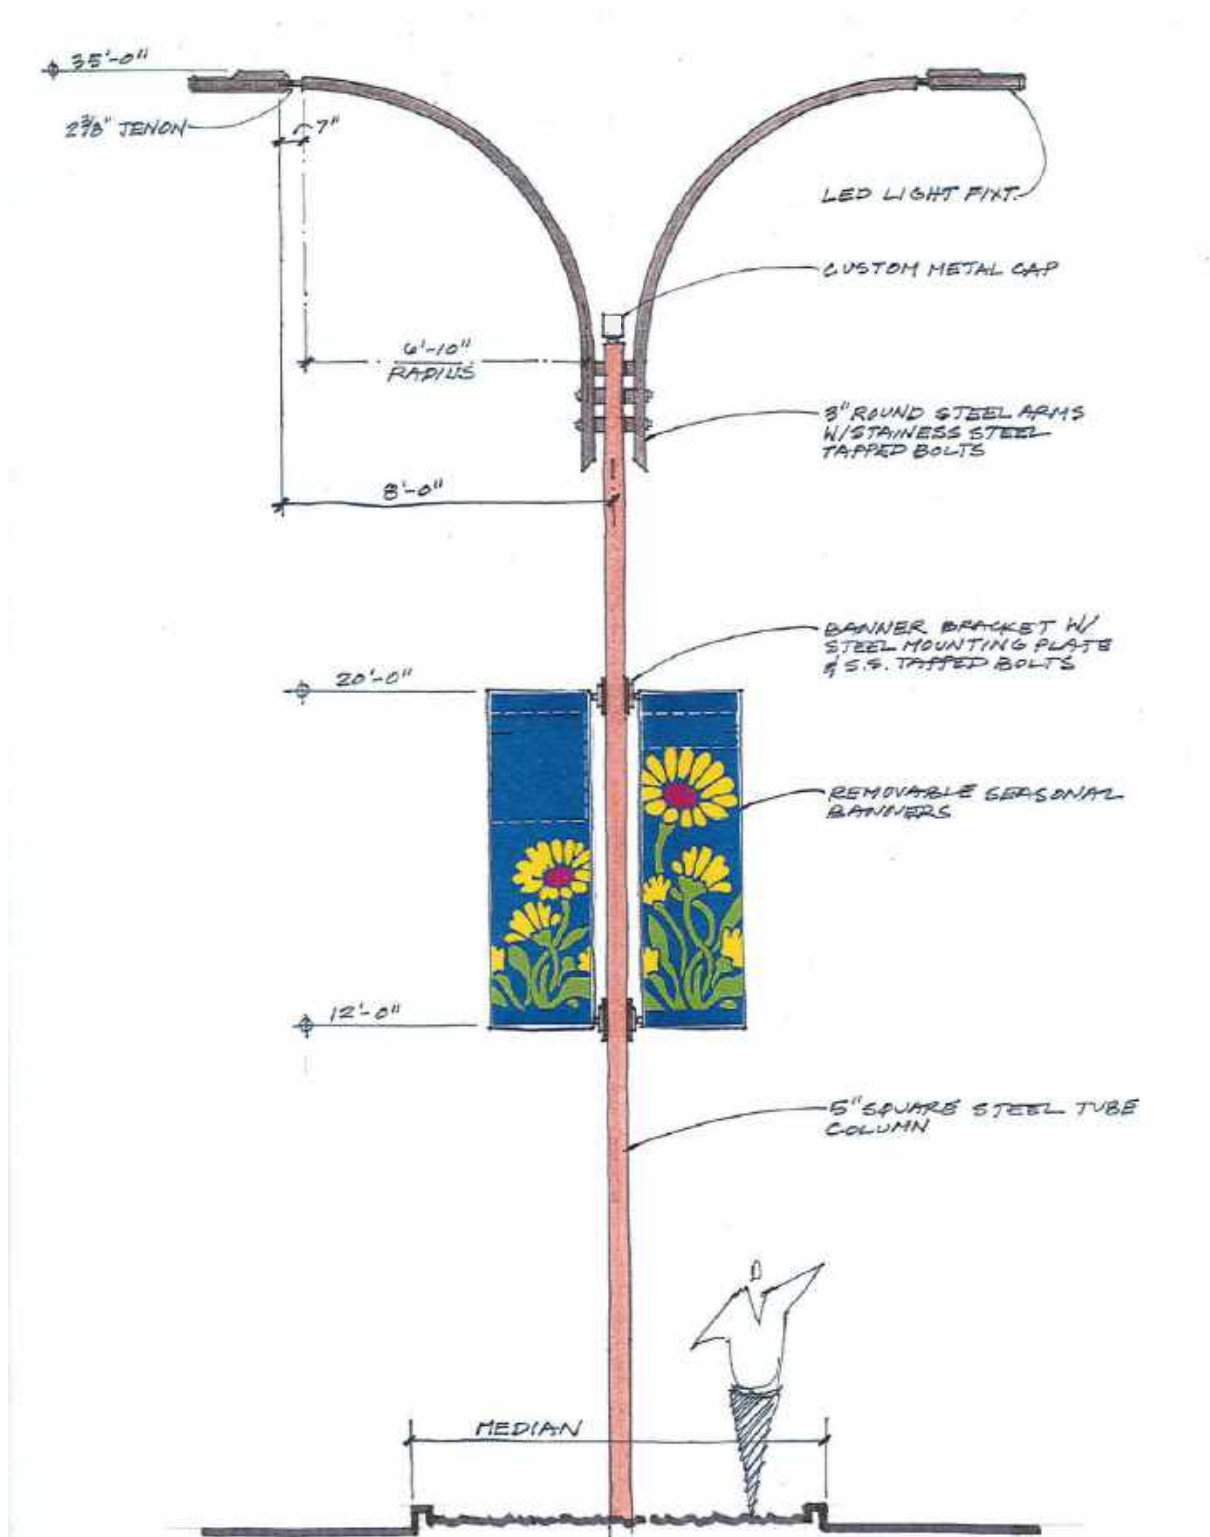 35'-0"
2⅜" TENON
7"
LED LIGHT FIXT.
CUSTOM METAL CAP
6'-10"
RADIUS
3" ROUND STEEL ARMS
W/STAINESS STEEL
TAPPED BOLTS
8'-0"
BANNER BRACKET W/
STEEL MOUNTING PLATE
& S.S. TAPPED BOLTS
20'-0"
REMOVABLE SEASONAL
BANNERS
12'-0"
5" SQUARE STEEL TUBE
COLUMN
MEDIAN